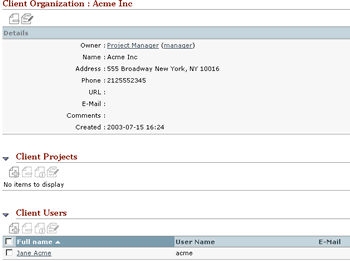 Client Organization : Acme Inc
Details
Owner : Project Manager (manager)
Name : Acme Inc
Address : 555 Broadway New York, NY 10016
Phone : 2125552345
URL :
E-Mail :
Comments :
Created : 2003-07-15 16:24
Client Projects
No items to display
Client Users
Full name User Name E-Mail
Jane Acme acme